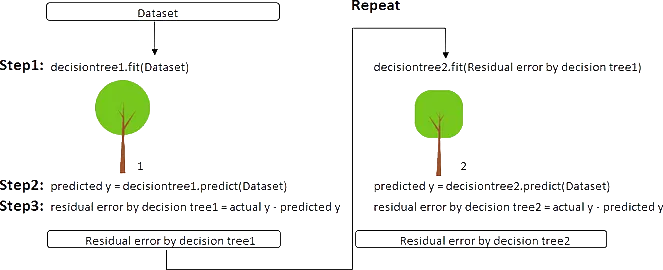 Dataset
Step1: decisiontree1.fit(Dataset)
1
Step2: predicted y = decisiontree1.predict(Dataset)
Step3: residual error by decision tree1 = actual y - predicted y
Residual error by decision tree1
Repeat
decisiontree2.fit(Residual error by decision tree1)
2
predicted y = decisiontree2.predict(Dataset)
residual error by decision tree2 = actual y - predicted y
Residual error by decision tree2